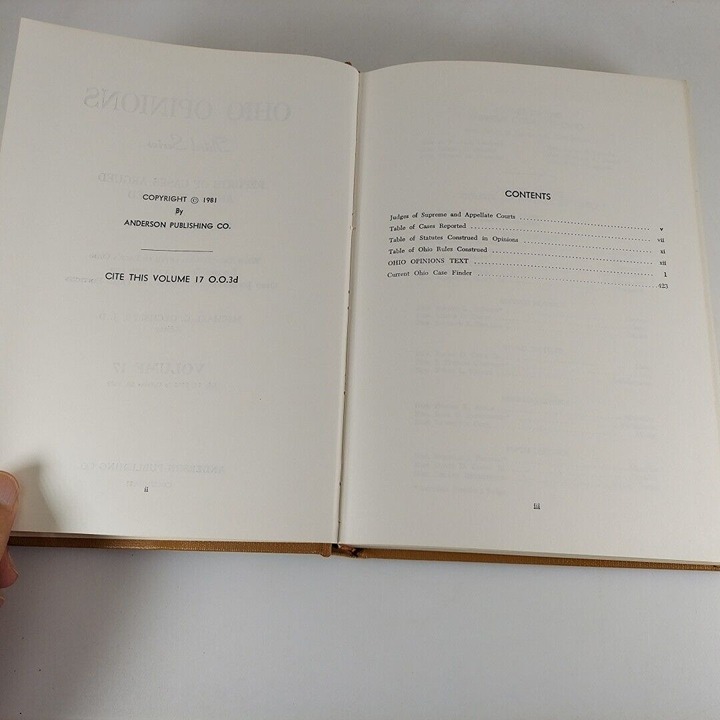 COPYRIGHT © 1981
By
ANDERSON PUBLISHING CO.
CITE THIS VOLUME 17 O.O.3d
ii
CONTENTS
Judges of Supreme and Appellate Courts v
Table of Cases Reported vii
Table of Statutes Construed in Opinions xi
Table of Ohio Rules Construed xii
OHIO OPINIONS TEXT 1
Current Ohio Case Finder 423
iii